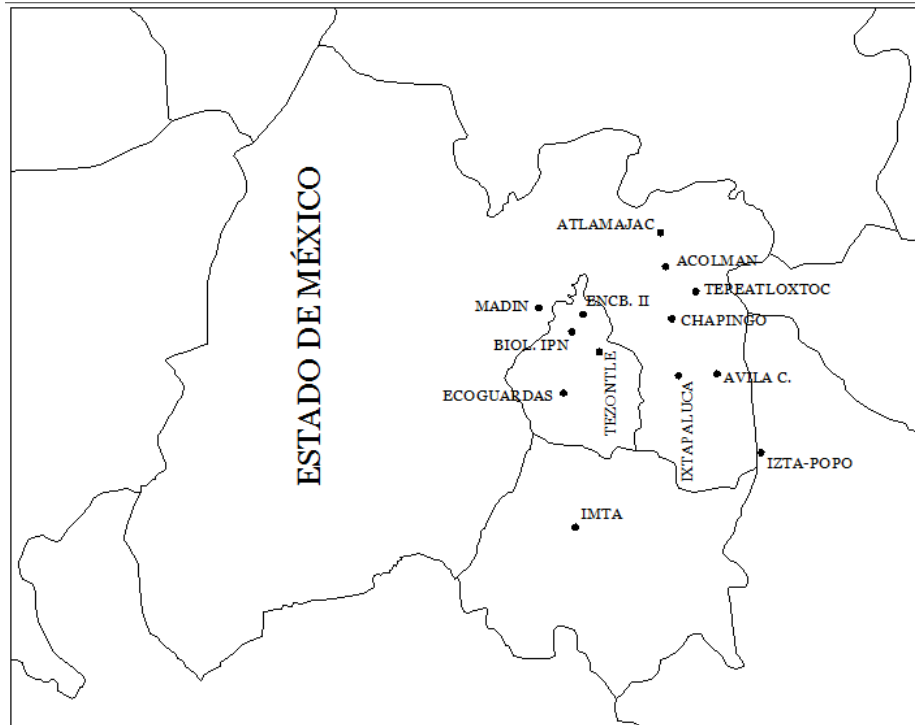 ESTADO DE MÉXICO
ATLAMAJAC
ACOLMAN
TEPEATLOXTOC
MADIN
ENCB. II
CHAPINGO
BIOL. IPN
TEZONTLE
AVILA C.
ECOGUARDAS
IXTAPALUCA
IZTA-POPO
IMTA